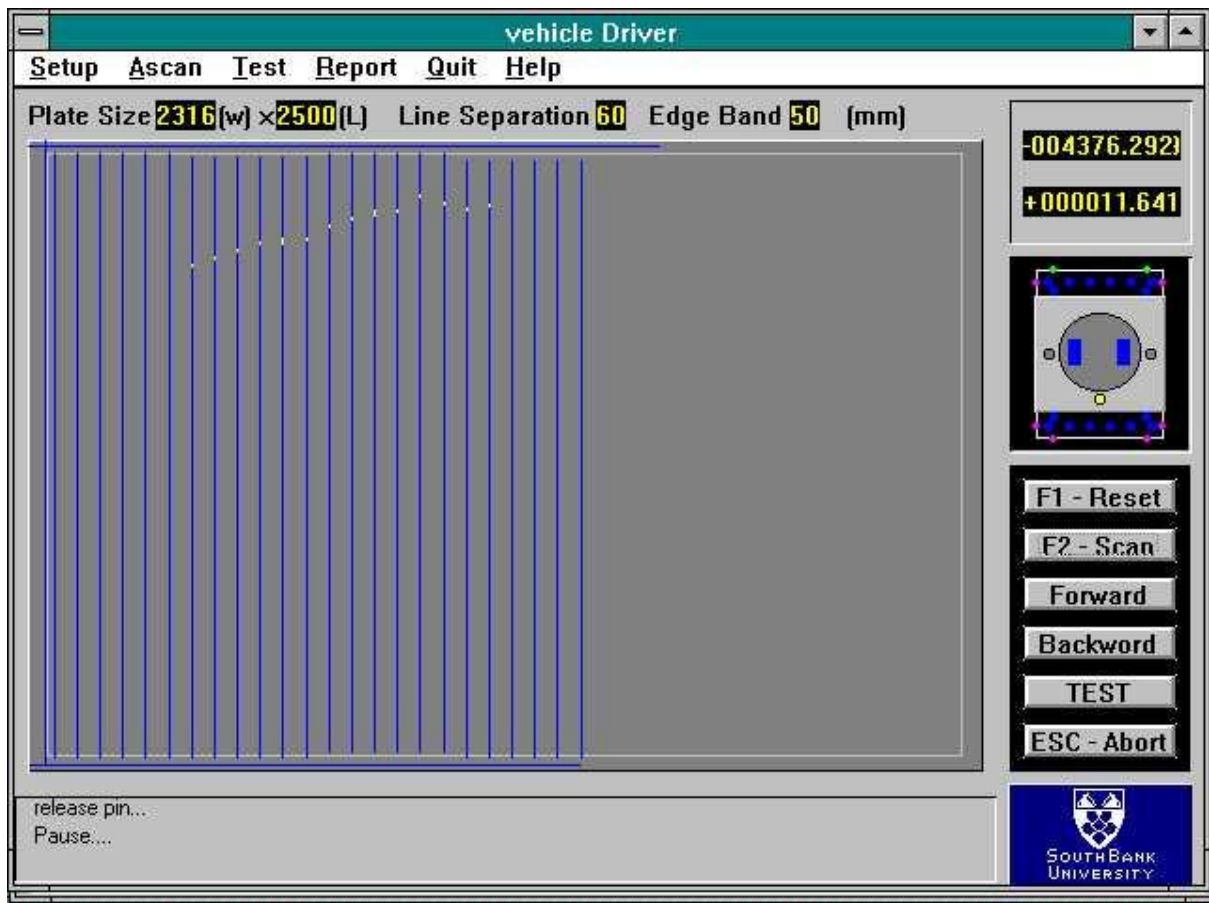 vehicle Driver
Setup Ascan Test Report Quit Help
Plate Size 2316(w) ×2500(L) Line Separation 60 Edge Band 50 (mm)
-004376.292
+000011.641
F1 - Reset
F2 - Scan
Forward
Backword
TEST
ESC - Abort
release pin...
Pause....
SOUTH BANK
UNIVERSITY